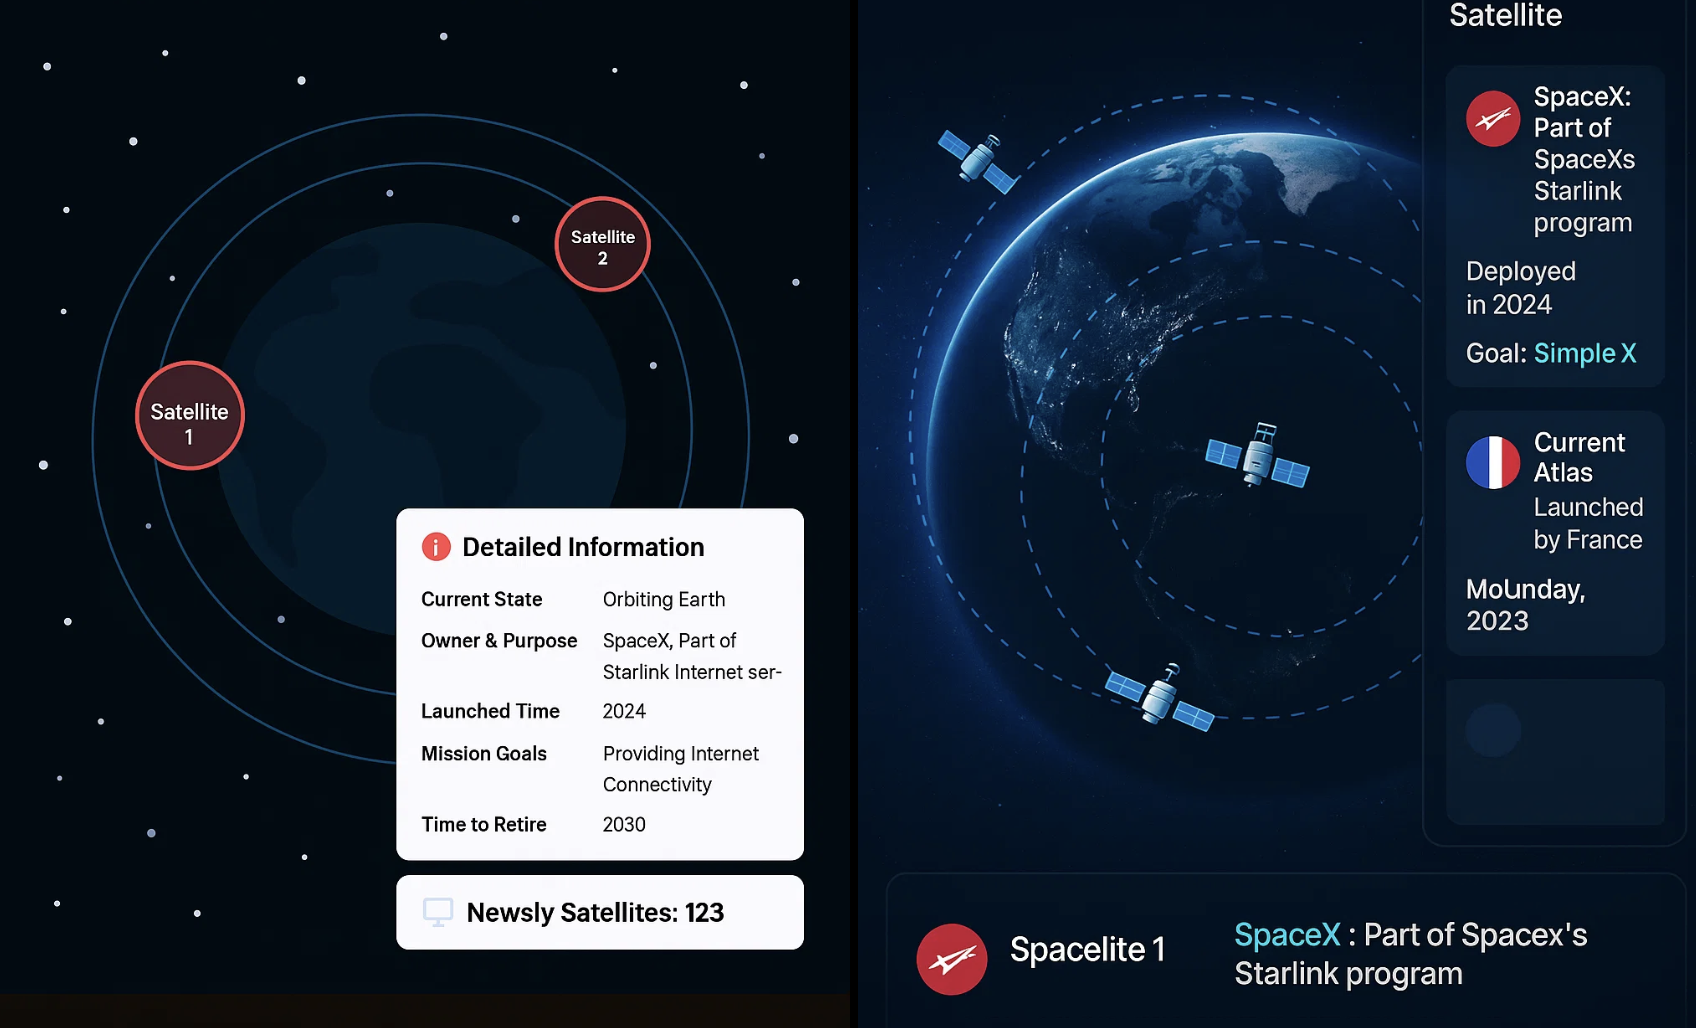 Satellite
2
Satellite
1
Detailed Information
Current State Orbiting Earth
Owner & Purpose SpaceX, Part of
Starlink Internet ser-
Launched Time 2024
Mission Goals Providing Internet
Connectivity
Time to Retire 2030
Newsly Satellites: 123
Satellite
SpaceX:
Part of
SpaceXs
Starlink
program
Deployed
in 2024
Goal: Simple X
Current
Atlas
Launched
by France
MoUnday,
2023
Spacelite 1
SpaceX : Part of Spacex's
Starlink program